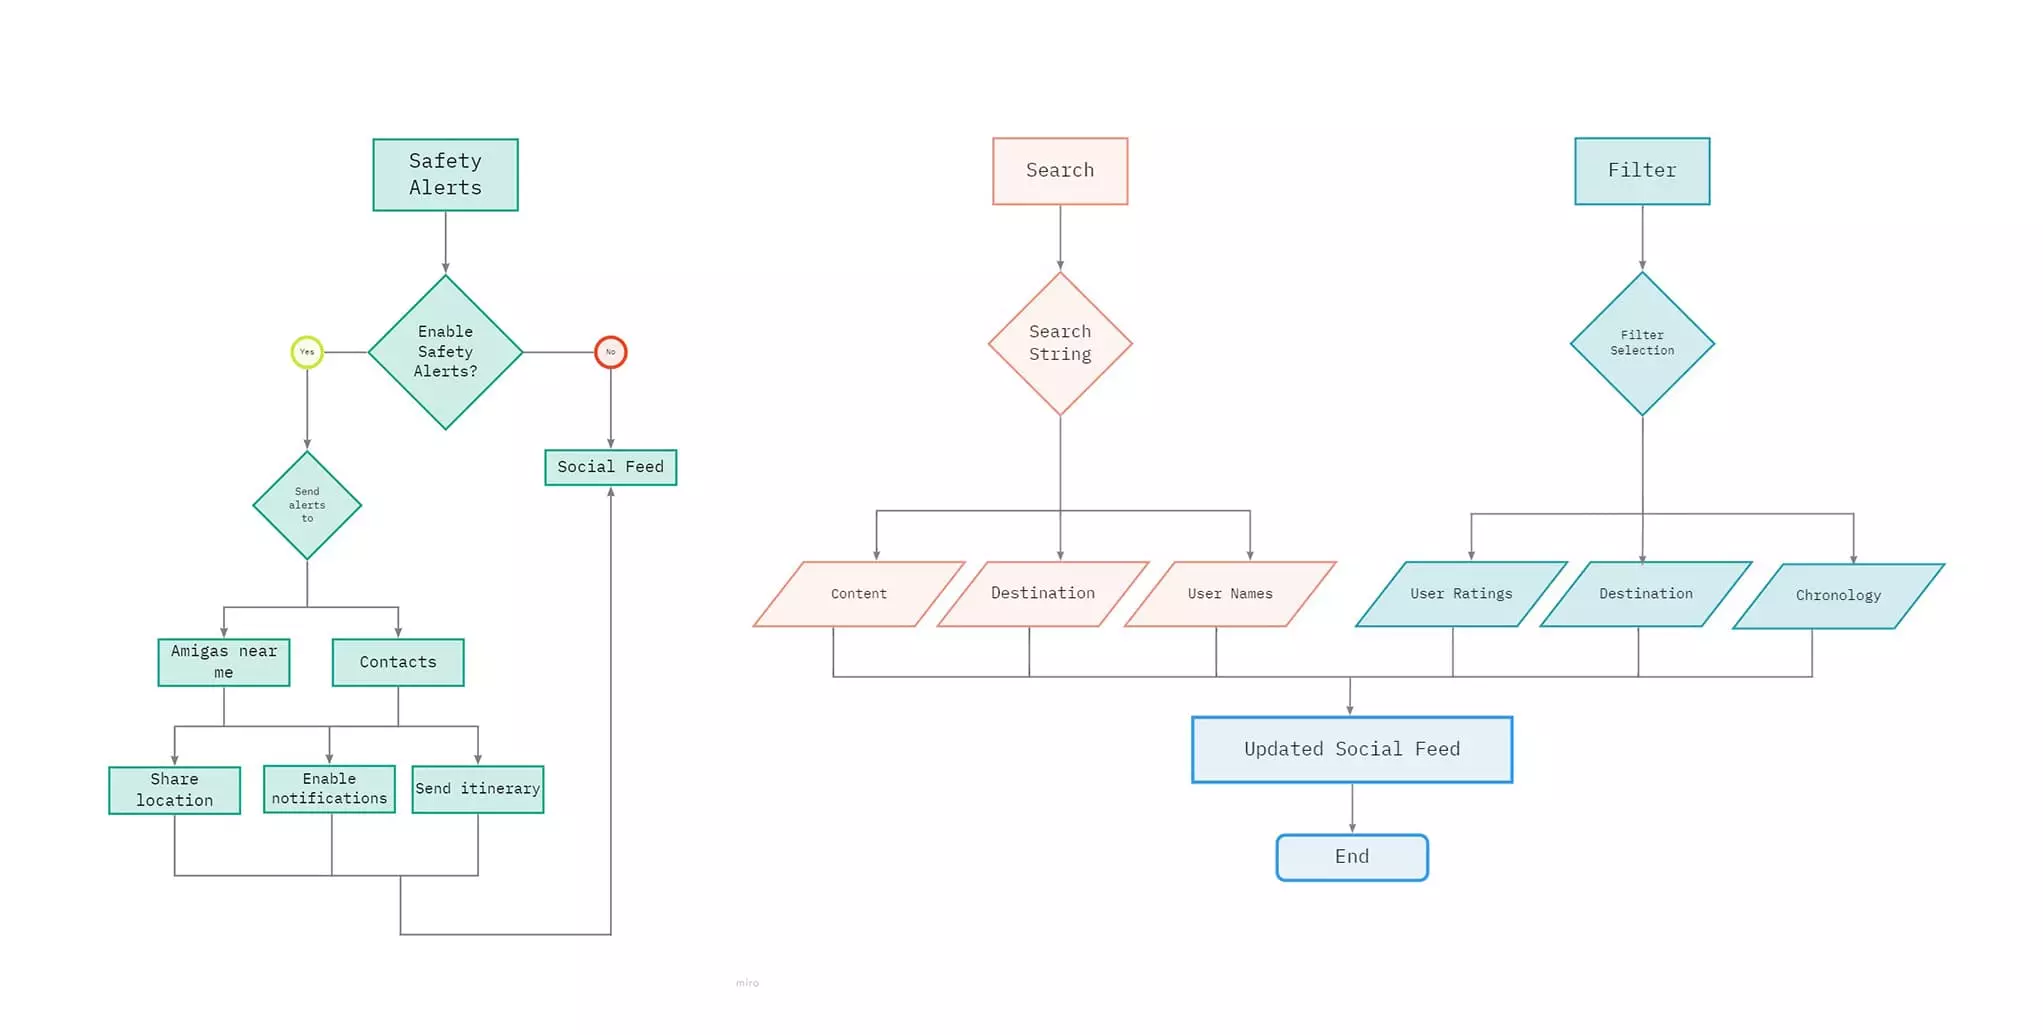 Safety
Alerts
Search
Filter
Enable
Safety
Alerts?
Yes
No
Search
String
Filter
Selection
Social Feed
Send
alerts
to
Content
Destination
User Names
User Ratings
Destination
Chronology
Amigas near
me
Contacts
Updated Social Feed
Share
location
Enable
notifications
Send itinerary
End
miro